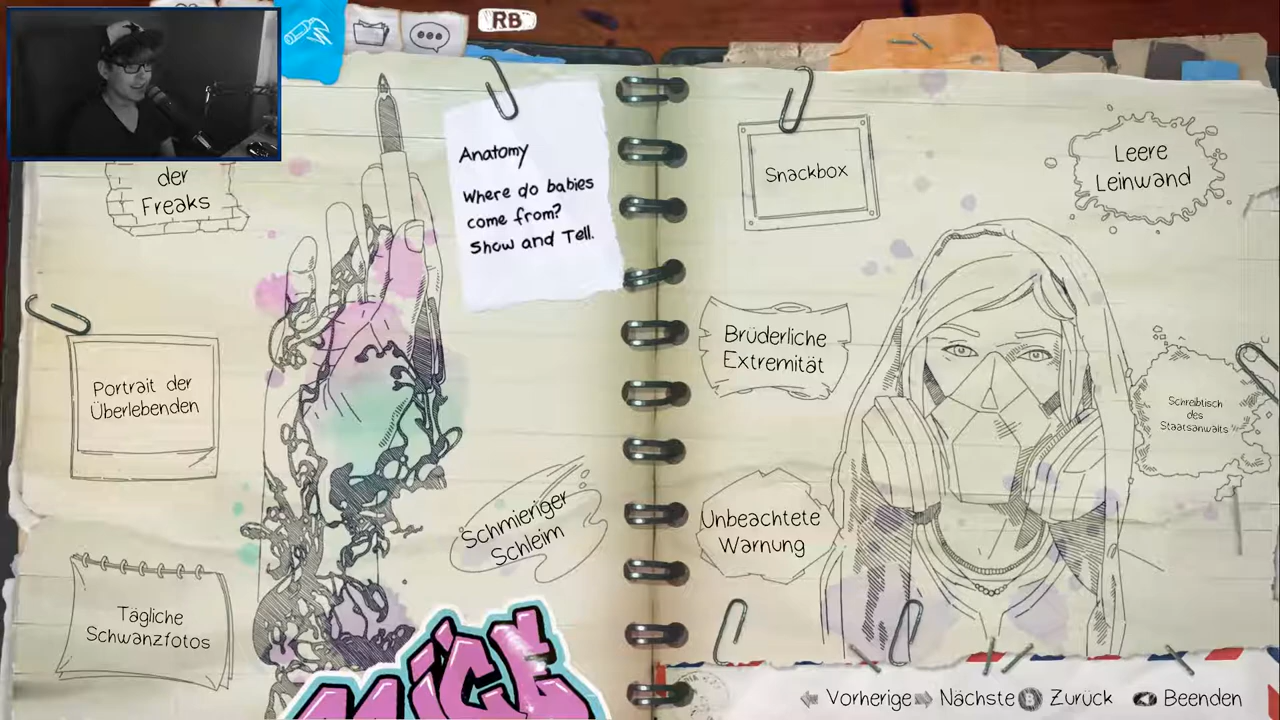 RB
der
Freaks
Anatomy
Where do babies
come from?
Show and Tell.
Portrait der
Überlebenden
Schmieriger
Schleim
Tägliche
Schwanzfotos
NICE
Snackbox
Leere
Leinwand
Brüderliche
Extremität
Schreibtisch
des
Staatsanwalts
Unbeachtete
Warnung
Vorherige Nächste B Zurück Beenden